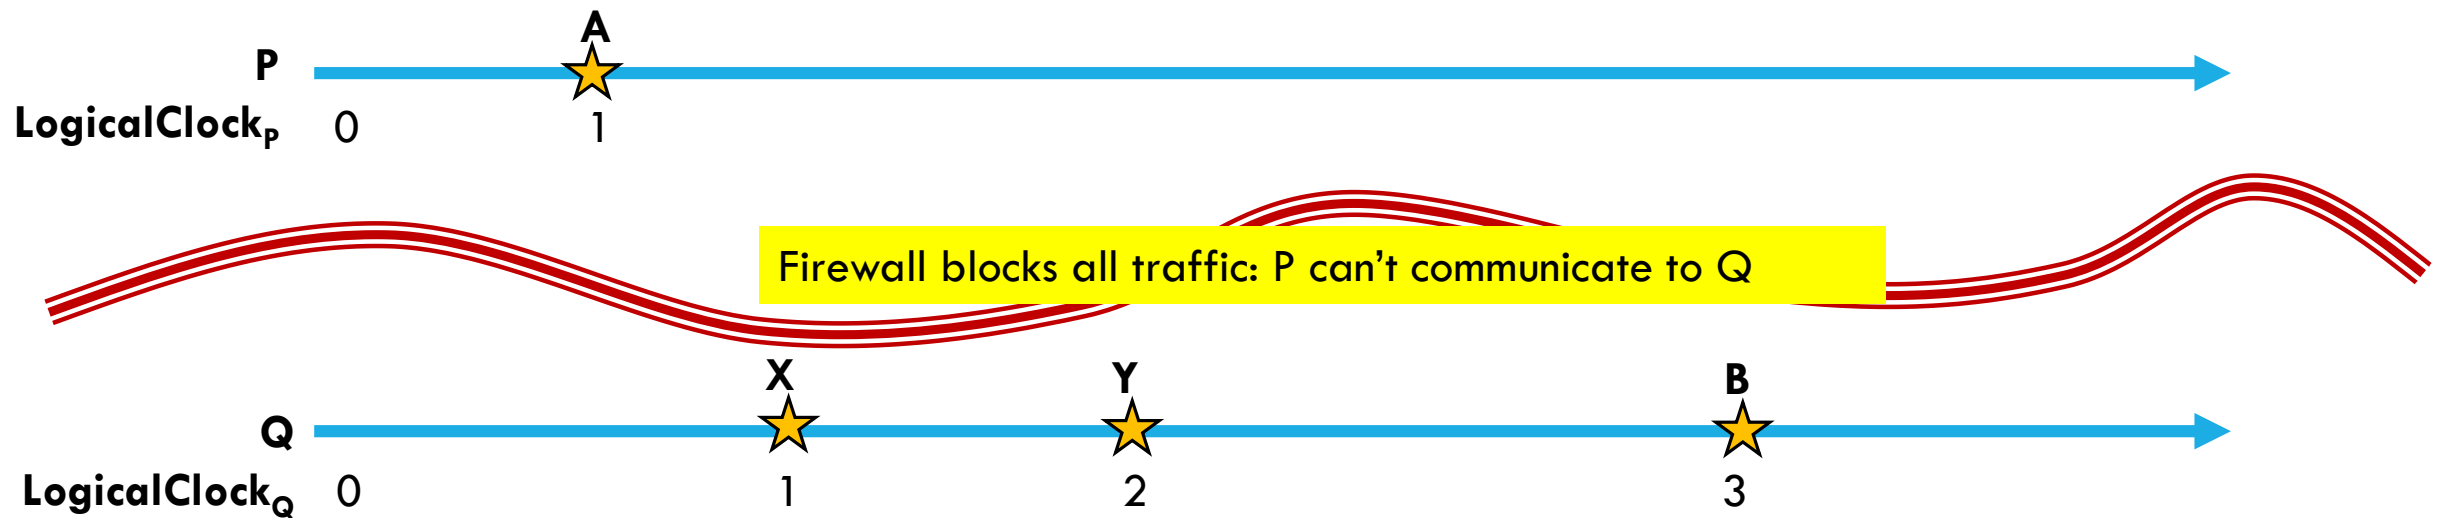 A
P
LogicalClockP 0 1
Firewall blocks all traffic: P can’t communicate to Q
X Y B
Q
LogicalClockQ 0 1 2 3